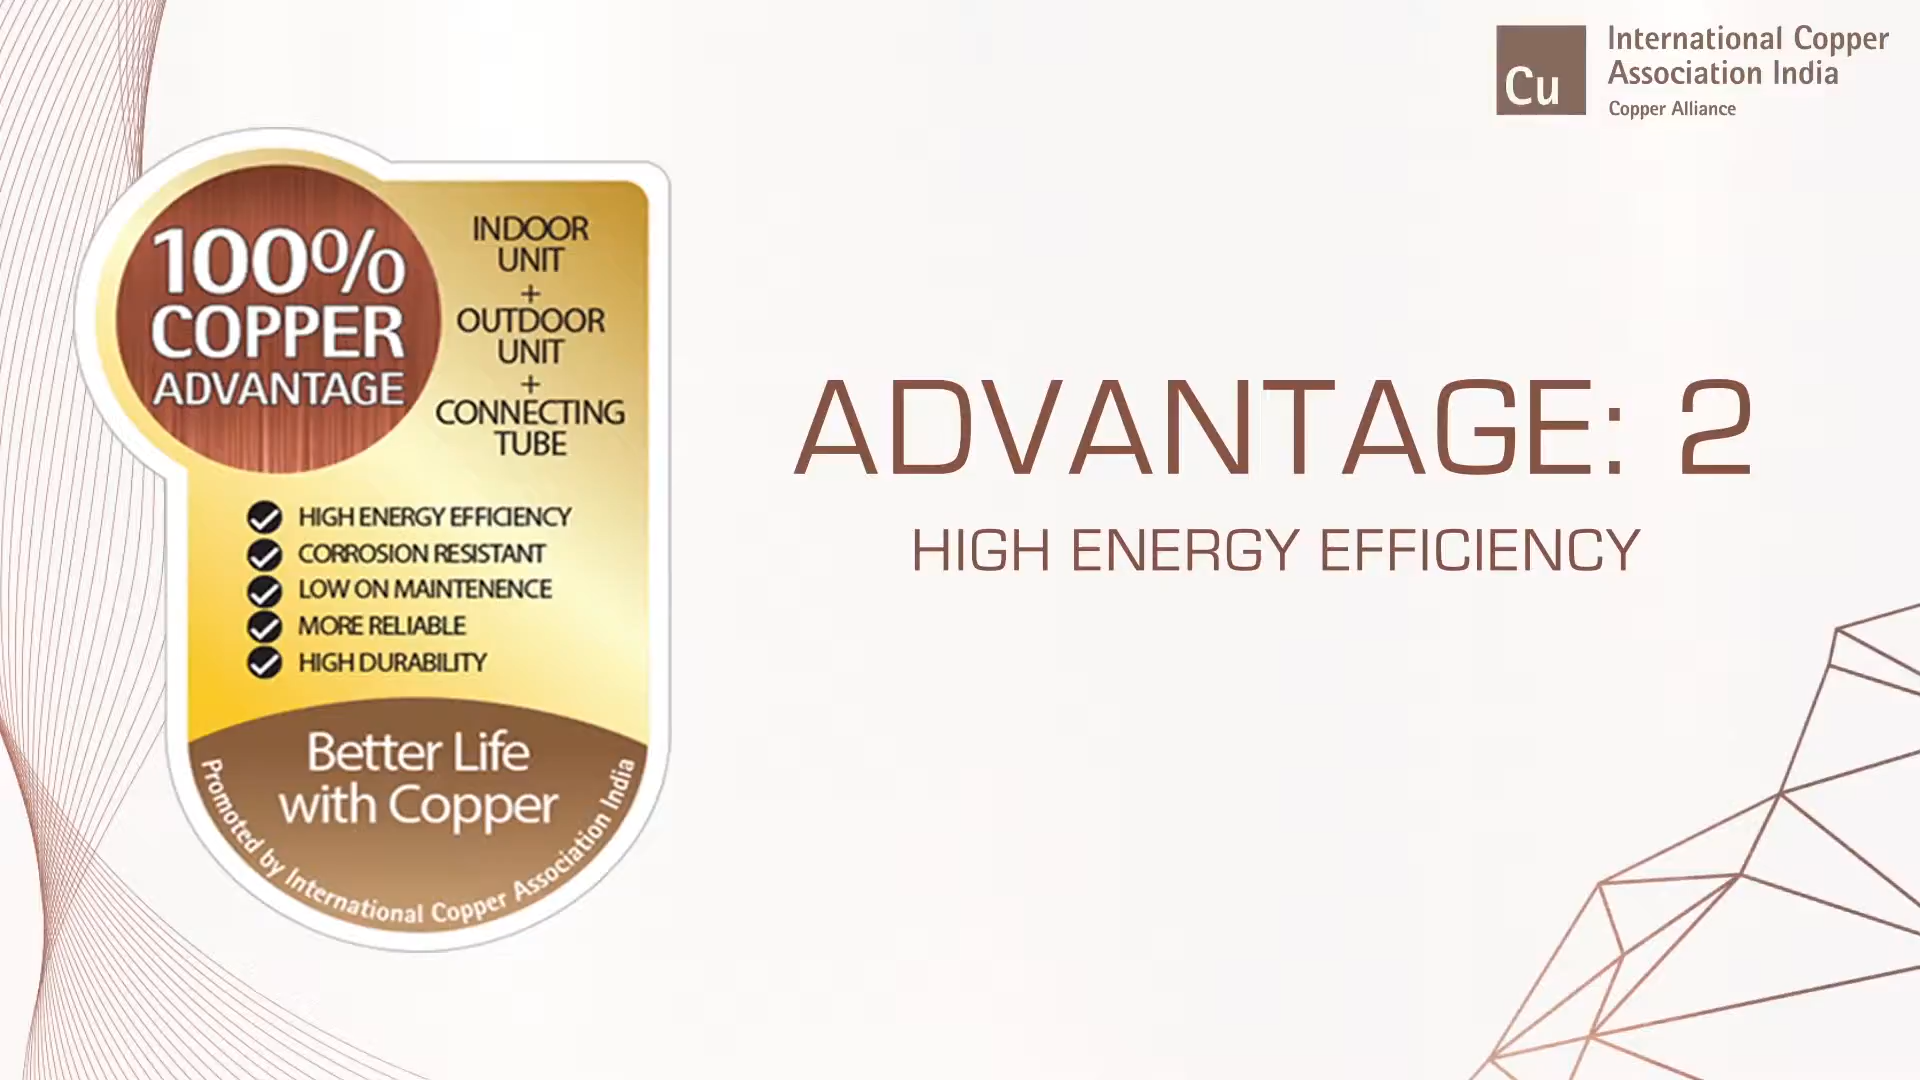 International Copper
Association India
Copper Alliance
Cu
100%
COPPER
ADVANTAGE
INDOOR
UNIT
+
OUTDOOR
UNIT
+
CONNECTING
TUBE
HIGH ENERGY EFFICIENCY
CORROSION RESISTANT
LOW ON MAINTENENCE
MORE RELIABLE
HIGH DURABILITY
Better Life
with Copper
Promoted by International Copper Association India
ADVANTAGE: 2
HIGH ENERGY EFFICIENCY